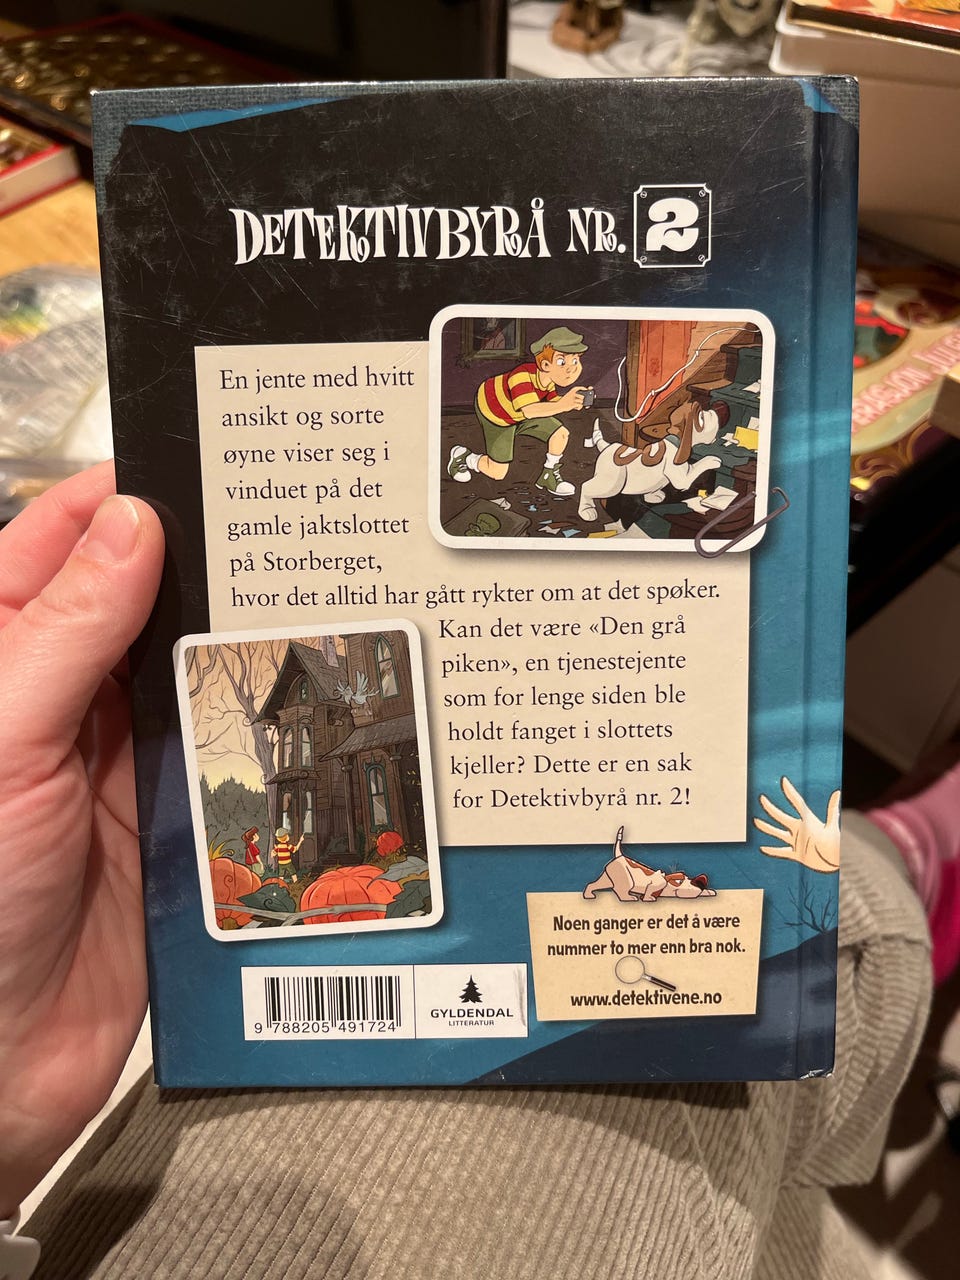 DETEKTIVBYRÅ NR. 2
En jente med hvitt
ansikt og sorte
øyne viser seg i
vinduet på det
gamle jaktslottet
på Storberget,
hvor det alltid har gått rykter om at det spøker.
Kan det være «Den grå
piken», en tjenestejente
som for lenge siden ble
holdt fanget i slottets
kjeller? Dette er en sak
for Detektivbyrå nr. 2!
Noen ganger er det å være
nummer to mer enn bra nok.
www.detektivene.no
9 788205 491724
GYLDENDAL
LITTERATUR